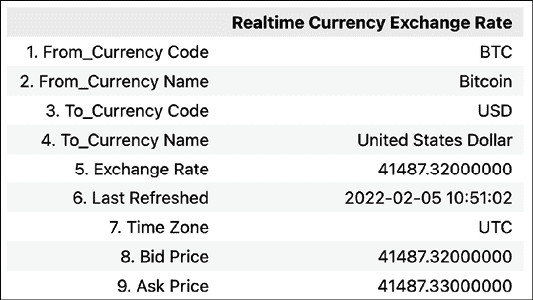 Realtime Currency Exchange Rate
1. From_Currency Code BTC
2. From_Currency Name Bitcoin
3. To_Currency Code USD
4. To_Currency Name United States Dollar
5. Exchange Rate 41487.32000000
6. Last Refreshed 2022-02-05 10:51:02
7. Time Zone UTC
8. Bid Price 41487.32000000
9. Ask Price 41487.33000000